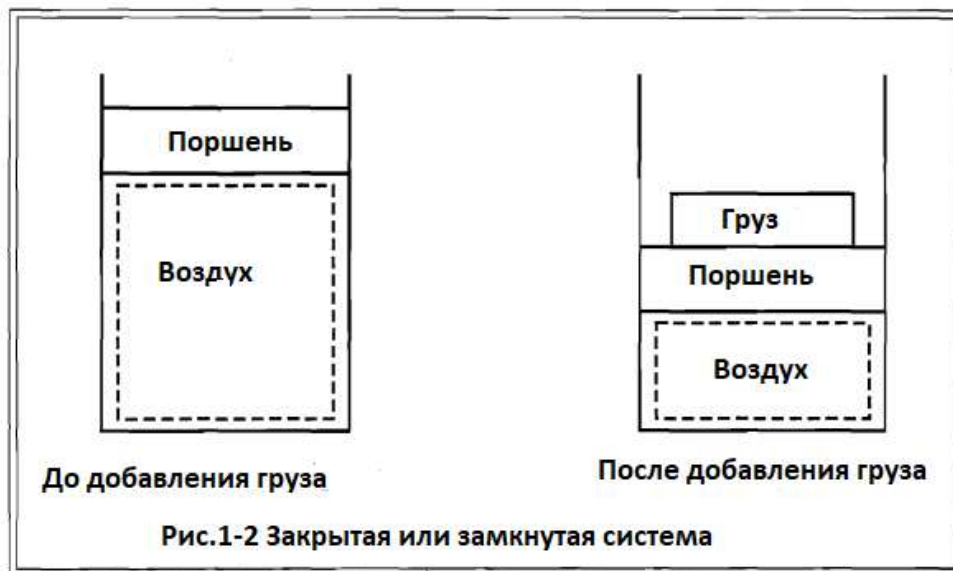 Поршень
Воздух
До добавления груза
Груз
Поршень
Воздух
После добавления груза
Рис.1-2 Закрытая или замкнутая система